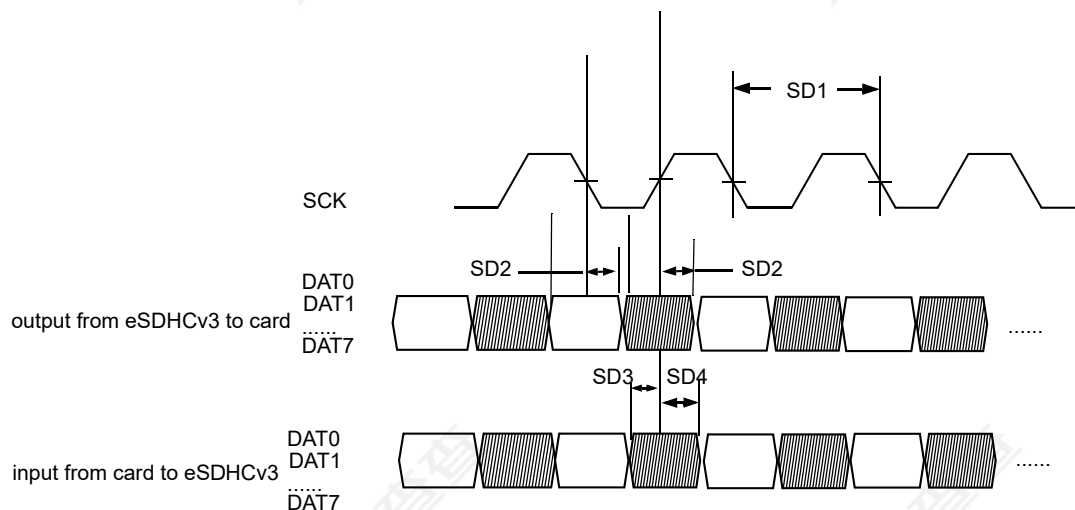 SD1
SCK
SD2
SD2
DAT0
DAT1
output from eSDHCv3 to card
......
DAT7
......
SD3
SD4
DAT0
DAT1
input from card to eSDHCv3
......
DAT7
......